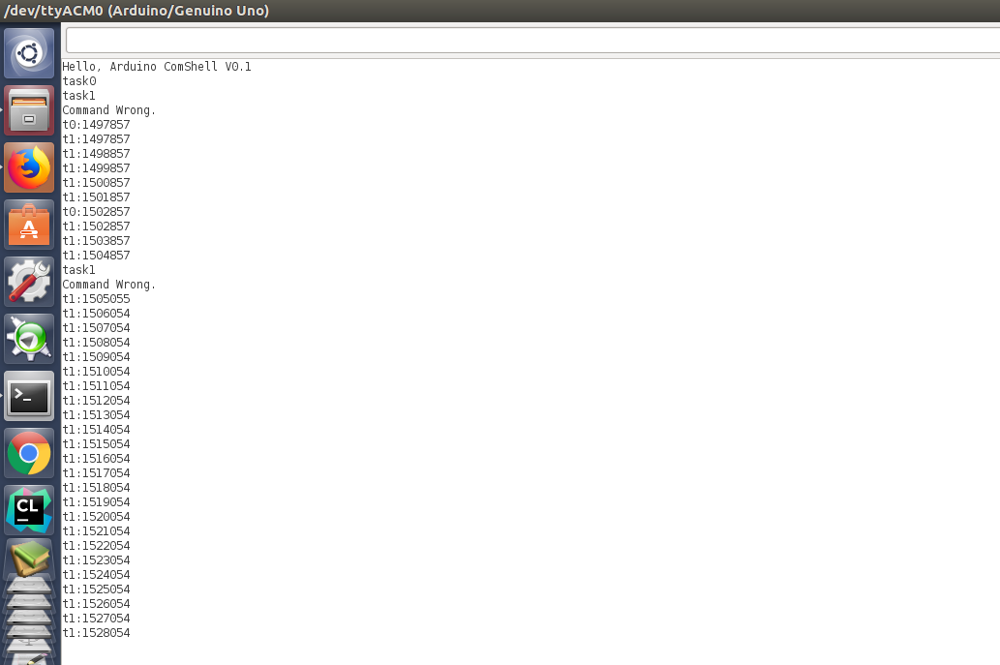 /dev/ttyACM0 (Arduino/Genuino Uno)
Hello, Arduino ComShell V0.1
task0
task1
Command Wrong.
t0:1497857
t1:1497857
t1:1498857
t1:1499857
t1:1500857
t1:1501857
t0:1502857
t1:1502857
t1:1503857
t1:1504857
task1
Command Wrong.
t1:1505055
t1:1506054
t1:1507054
t1:1508054
t1:1509054
t1:1510054
t1:1511054
t1:1512054
t1:1513054
t1:1514054
t1:1515054
t1:1516054
t1:1517054
t1:1518054
t1:1519054
t1:1520054
t1:1521054
t1:1522054
t1:1523054
t1:1524054
t1:1525054
t1:1526054
t1:1527054
t1:1528054
A
>_
CL